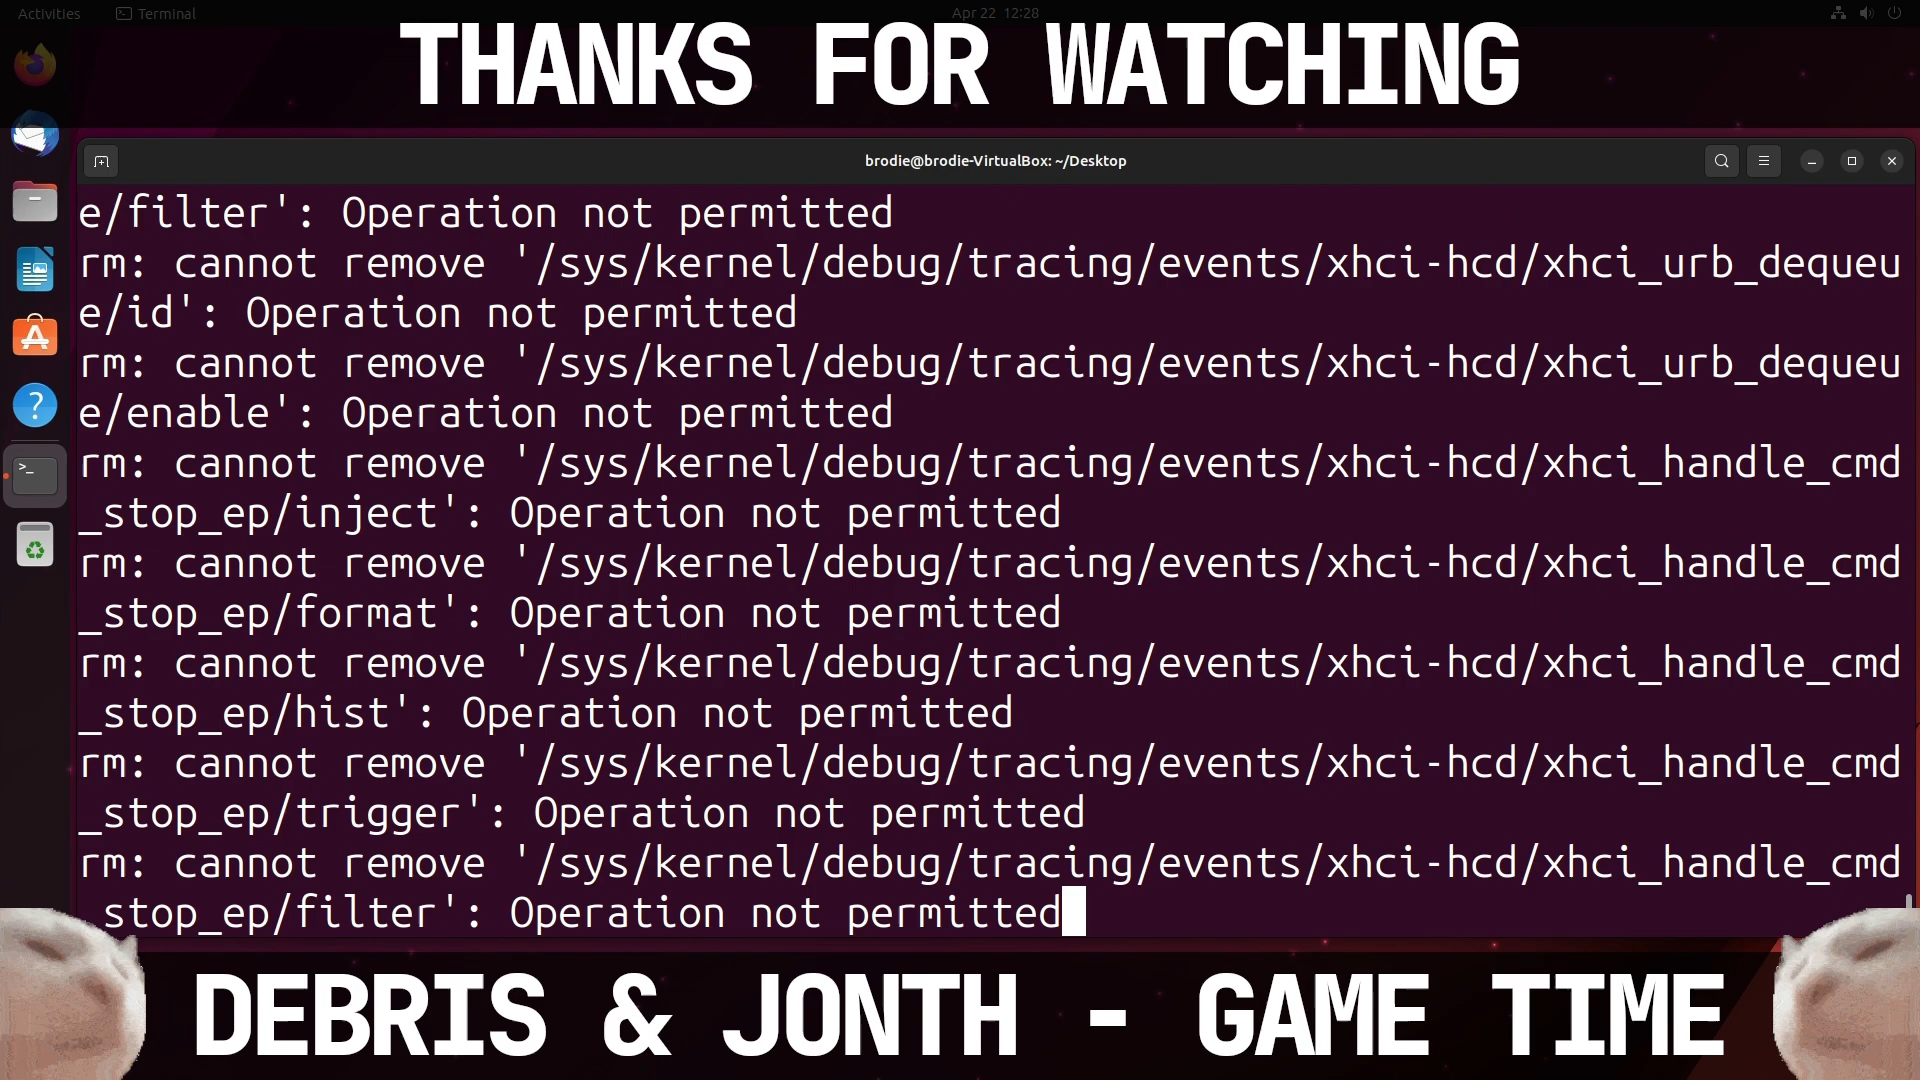 Activities
Terminal
Apr 22 12:28
THANKS FOR WATCHING
brodie@brodie-VirtualBox: ~/Desktop
e/filter': Operation not permitted
rm: cannot remove '/sys/kernel/debug/tracing/events/xhci-hcd/xhci_urb_dequeu
e/id': Operation not permitted
rm: cannot remove '/sys/kernel/debug/tracing/events/xhci-hcd/xhci_urb_dequeu
e/enable': Operation not permitted
rm: cannot remove '/sys/kernel/debug/tracing/events/xhci-hcd/xhci_handle_cmd
_stop_ep/inject': Operation not permitted
rm: cannot remove '/sys/kernel/debug/tracing/events/xhci-hcd/xhci_handle_cmd
_stop_ep/format': Operation not permitted
rm: cannot remove '/sys/kernel/debug/tracing/events/xhci-hcd/xhci_handle_cmd
_stop_ep/hist': Operation not permitted
rm: cannot remove '/sys/kernel/debug/tracing/events/xhci-hcd/xhci_handle_cmd
_stop_ep/trigger': Operation not permitted
rm: cannot remove '/sys/kernel/debug/tracing/events/xhci-hcd/xhci_handle_cmd
_stop_ep/filter': Operation not permitted
DEBRIS & JONTH - GAME TIME